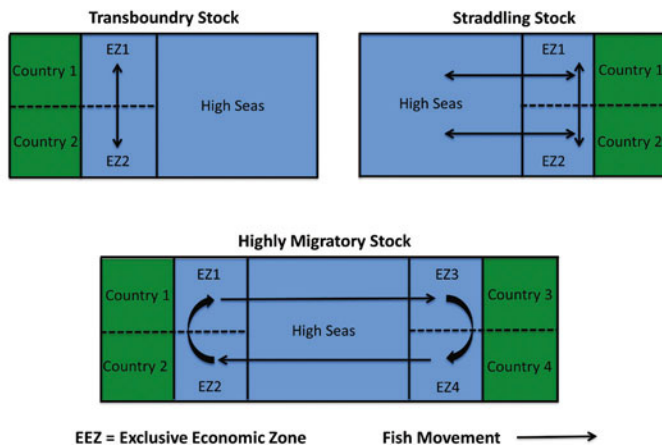 Transboundry Stock
EZ1
Country 1
High Seas
Country 2
EZ2
Straddling Stock
EZ1
Country 1
High Seas
Country 2
EZ2
Highly Migratory Stock
EZ1
EZ3
Country 1
Country 3
High Seas
Country 2
Country 4
EZ2
EZ4
EEZ = Exclusive Economic Zone
Fish Movement